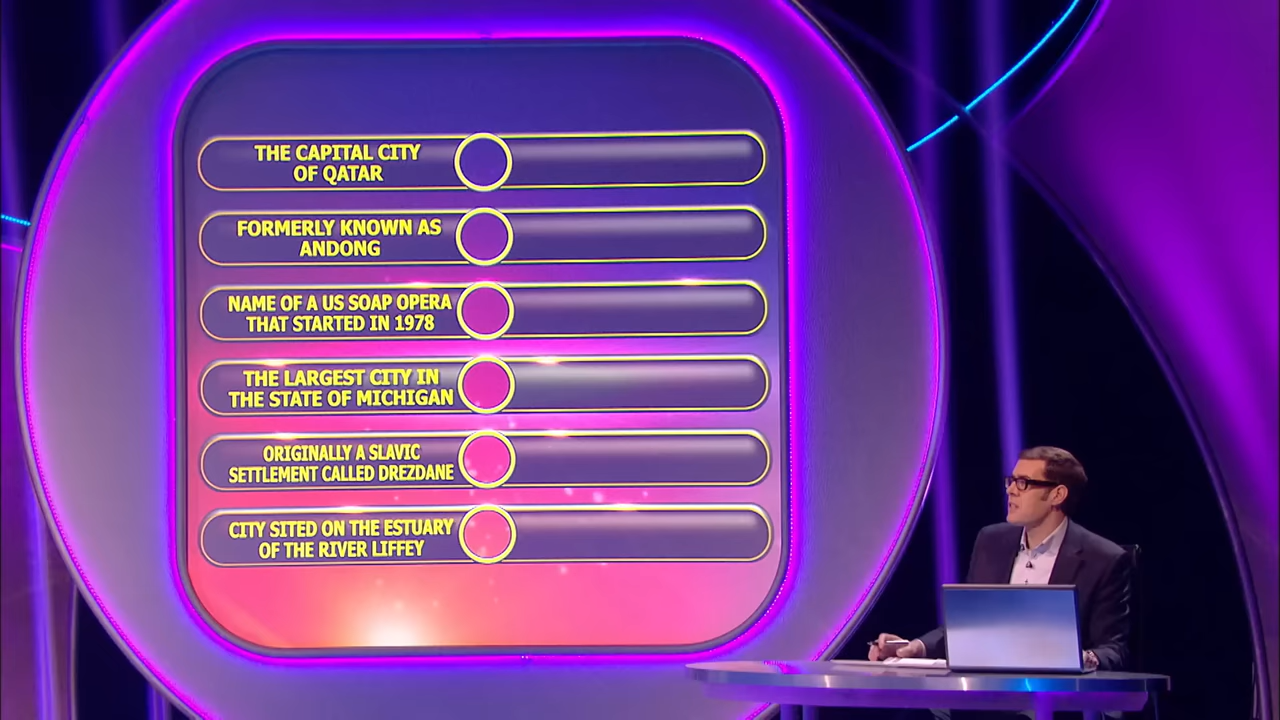 THE CAPITAL CITY
OF QATAR
FORMERLY KNOWN AS
ANDONG
NAME OF A US SOAP OPERA
THAT STARTED IN 1978
THE LARGEST CITY IN
THE STATE OF MICHIGAN
ORIGINALLY A SLAVIC
SETTLEMENT CALLED DREZDANE
CITY SITED ON THE ESTUARY
OF THE RIVER LIFFEY